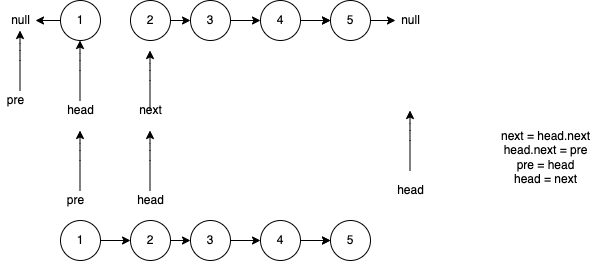 null 1 2 3 4 5 null
pre
head
next
pre
head
head
next = head.next
head.next = pre
pre = head
head = next
1 2 3 4 5